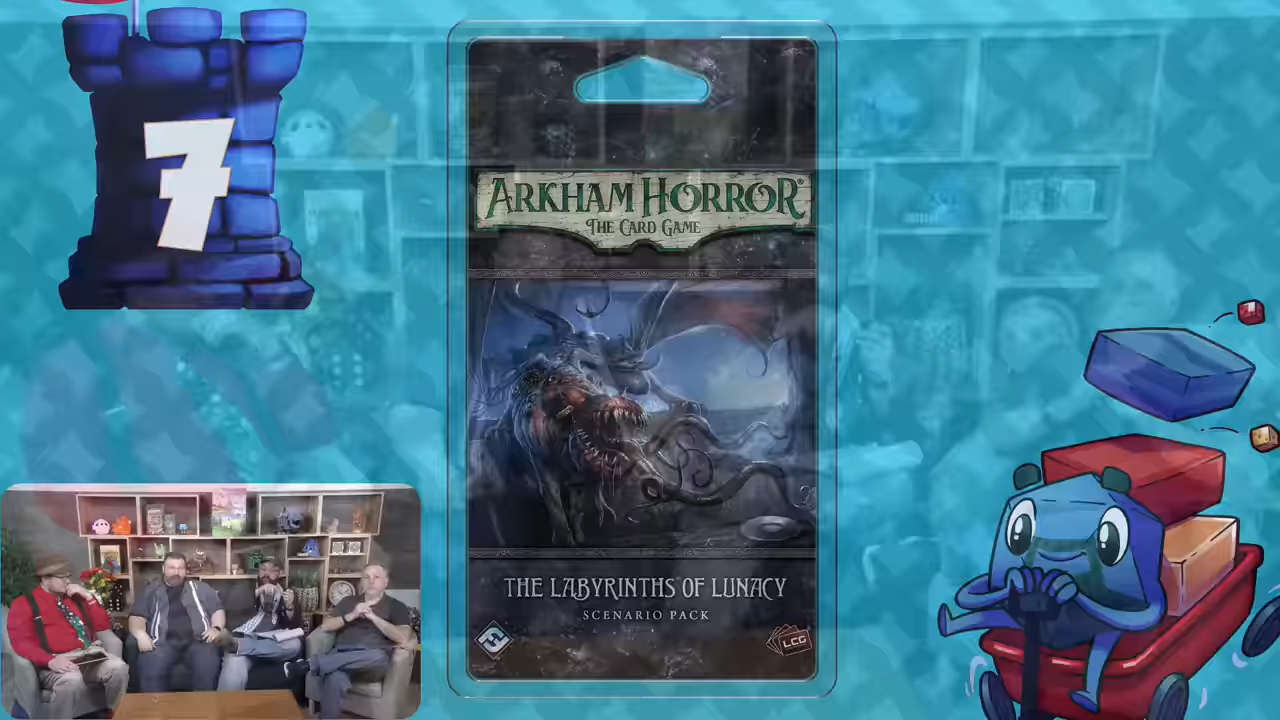 7
ARKHAM HORROR®
THE CARD GAME
THE LABYRINTHS OF LUNACY
SCENARIO PACK
LCG